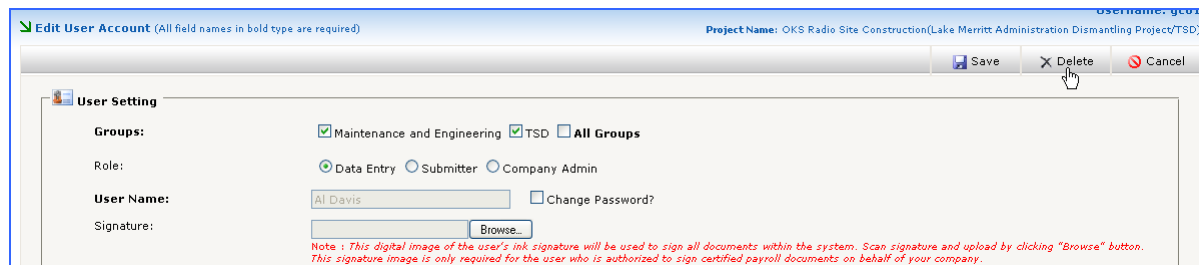 Username: gco1
Edit User Account (All field names in bold type are required)
Project Name: OKS Radio Site Construction(Lake Merritt Administration Dismantling Project/TSD)
Save Delete Cancel
User Setting
Groups: Maintenance and Engineering TSD All Groups
Role: Data Entry Submitter Company Admin
User Name: Al Davis Change Password?
Signature: Browse...
Note : This digital image of the user's ink signature will be used to sign all documents within the system. Scan signature and upload by clicking "Browse" button.
This signature image is only required for the user who is authorized to sign certified payroll documents on behalf of your company.